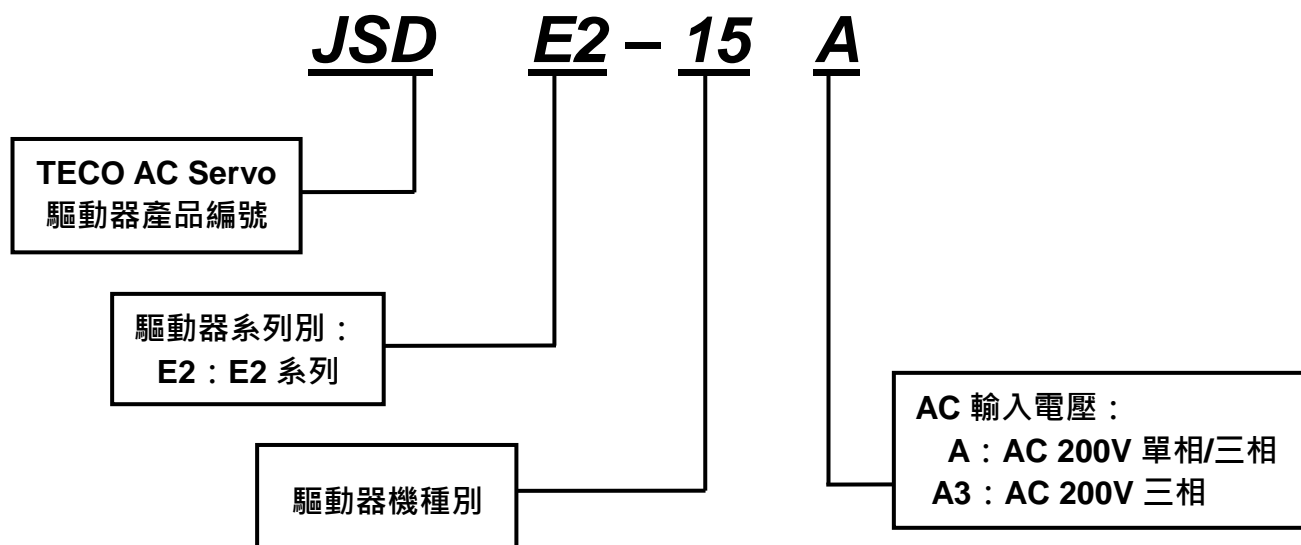 JSD E2 – 15 A
TECO AC Servo
驅動器產品編號
驅動器系列別：
E2：E2 系列
驅動器機種別
AC 輸入電壓：
A：AC 200V 單相/三相
A3：AC 200V 三相